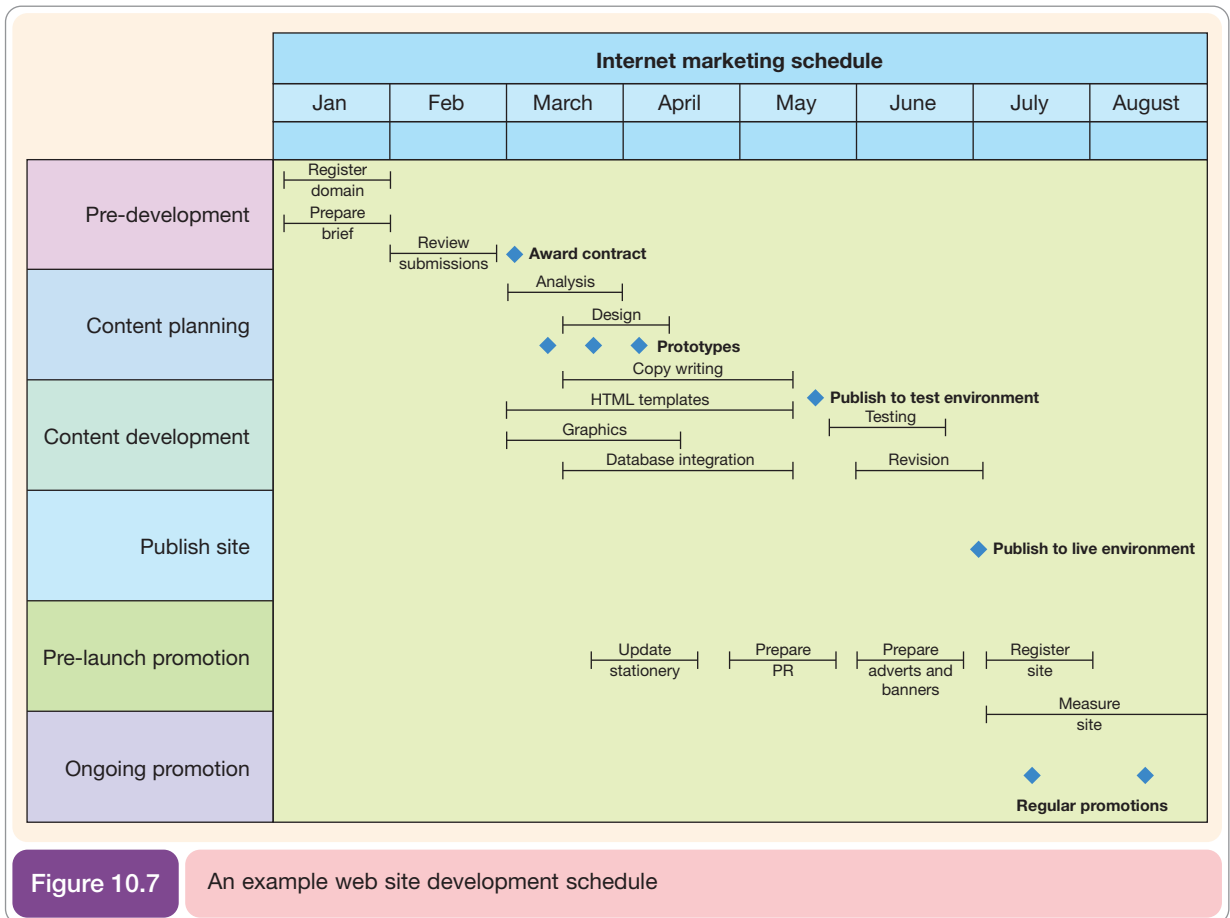 Internet marketing schedule
Jan Feb March April May June July August
Pre-development
Register
domain
Prepare
brief
Review
submissions
Award contract
Content planning
Analysis
Design
Prototypes
Copy writing
Content development
Publish to test environment
HTML templates
Testing
Graphics
Database integration
Revision
Publish site
Publish to live environment
Pre-launch promotion
Update
stationery
Prepare
PR
Prepare
adverts and
banners
Register
site
Measure
site
Ongoing promotion
Regular promotions
Figure 10.7
An example web site development schedule